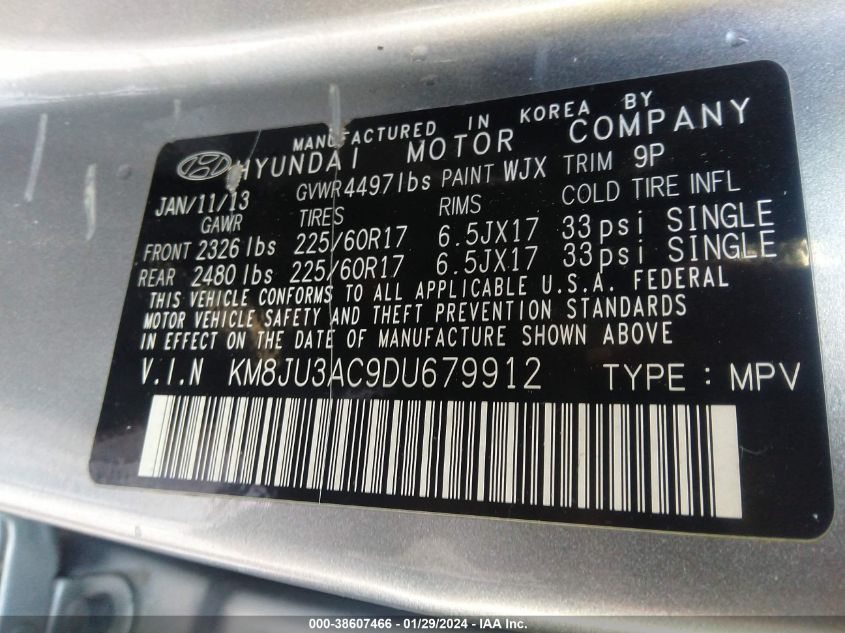 MANUFACTURED IN KOREA BY
HYUNDAI MOTOR COMPANY
JAN/11/13 GVWR 4497lbs PAINT WJX TRIM 9P
GAWR TIRES RIMS COLD TIRE INFL
FRONT 2326 lbs 225/60R17 6.5JX17 33psi SINGLE
REAR 2480 lbs 225/60R17 6.5JX17 33psi SINGLE
THIS VEHICLE CONFORMS TO ALL APPLICABLE U.S.A. FEDERAL
MOTOR VEHICLE SAFETY AND THEFT PREVENTION STANDARDS
IN EFFECT ON THE DATE OF MANUFACTURE SHOWN ABOVE
V.I.N KM8JU3AC9DU679912 TYPE : MPV
000-38607466 - 01/29/2024 - IAA Inc.